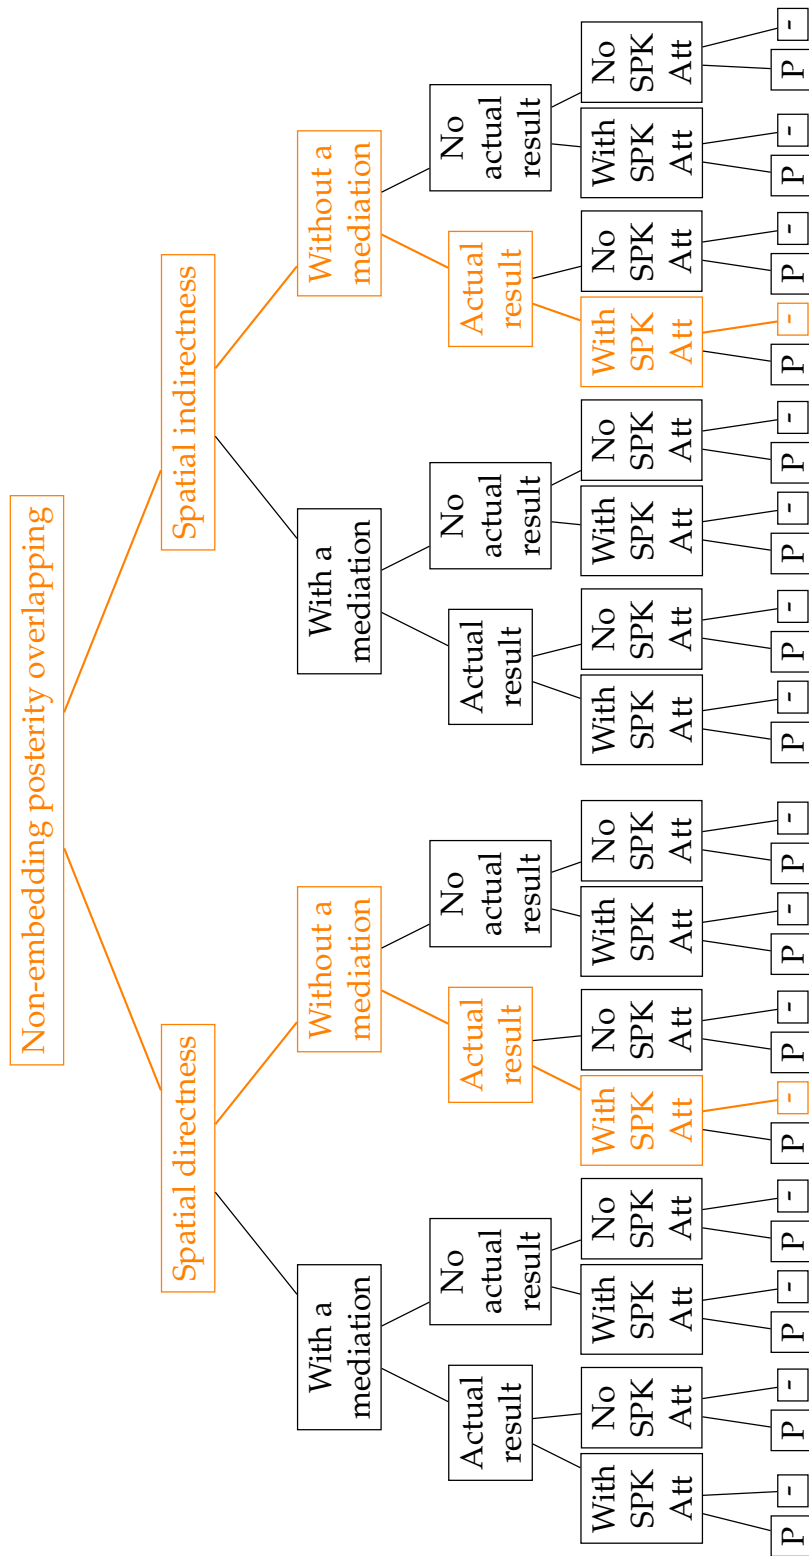 Non-embedding posterity overlapping
Spatial directness
Spatial indirectness
With a
mediation
Without a
mediation
With a
mediation
Without a
mediation
Actual
result
No
actual
result
Actual
result
No
actual
result
Actual
result
No
actual
result
Actual
result
No
actual
result
With
SPK
Att
No
SPK
Att
With
SPK
Att
No
SPK
Att
With
SPK
Att
No
SPK
Att
With
SPK
Att
No
SPK
Att
With
SPK
Att
No
SPK
Att
With
SPK
Att
No
SPK
Att
With
SPK
Att
No
SPK
Att
With
SPK
Att
No
SPK
Att
P
-
P
-
P
-
P
-
P
-
P
-
P
-
P
-
P
-
P
-
P
-
P
-
P
-
P
-
P
-
P
-